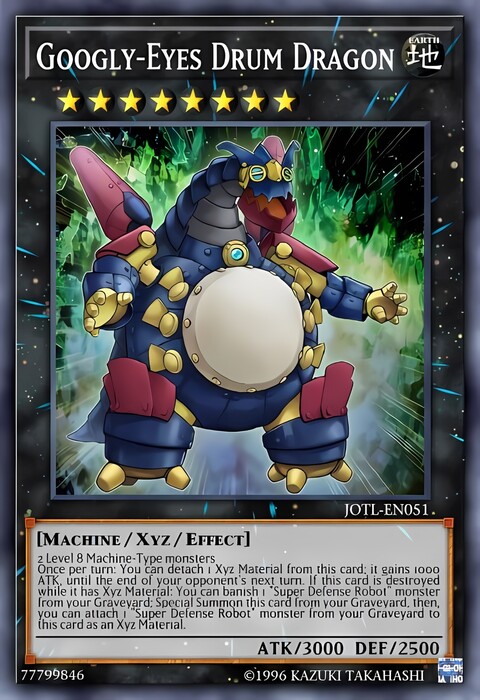 GOOGLY-EYES DRUM DRAGON
EARTH
地
JOTL-EN051
[MACHINE / XYZ / EFFECT]
2 Level 8 Machine-Type monsters
Once per turn: You can detach 1 Xyz Material from this card; it gains 1000
ATK, until the end of your opponent's next turn. If this card is destroyed
while it has Xyz Material: You can banish 1 "Super Defense Robot" monster
from your Graveyard; Special Summon this card from your Graveyard, then,
you can attach 1 "Super Defense Robot" monster from your Graveyard to
this card as an Xyz Material.
ATK/3000 DEF/2500
77799846
©1996 KAZUKI TAKAHASHI